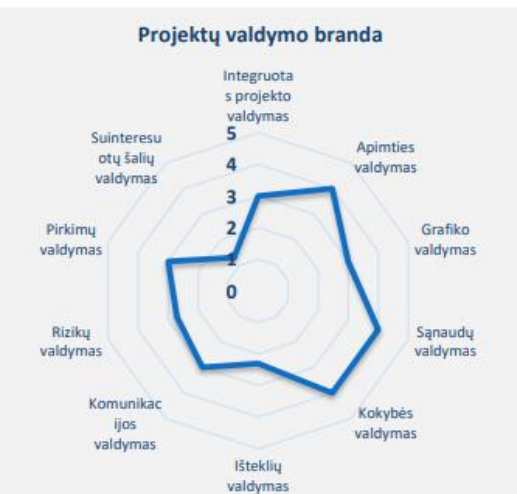 Projektų valdymo branda
Integruota
s projekto
valdymas
Apimties
valdymas
Grafiko
valdymas
Sąnaudų
valdymas
Kokybės
valdymas
Išteklių
valdymas
Komunikac
ijos
valdymas
Rizikų
valdymas
Pirkimų
valdymas
Suinteresu
otų šalių
valdymas
5
4
3
2
1
0